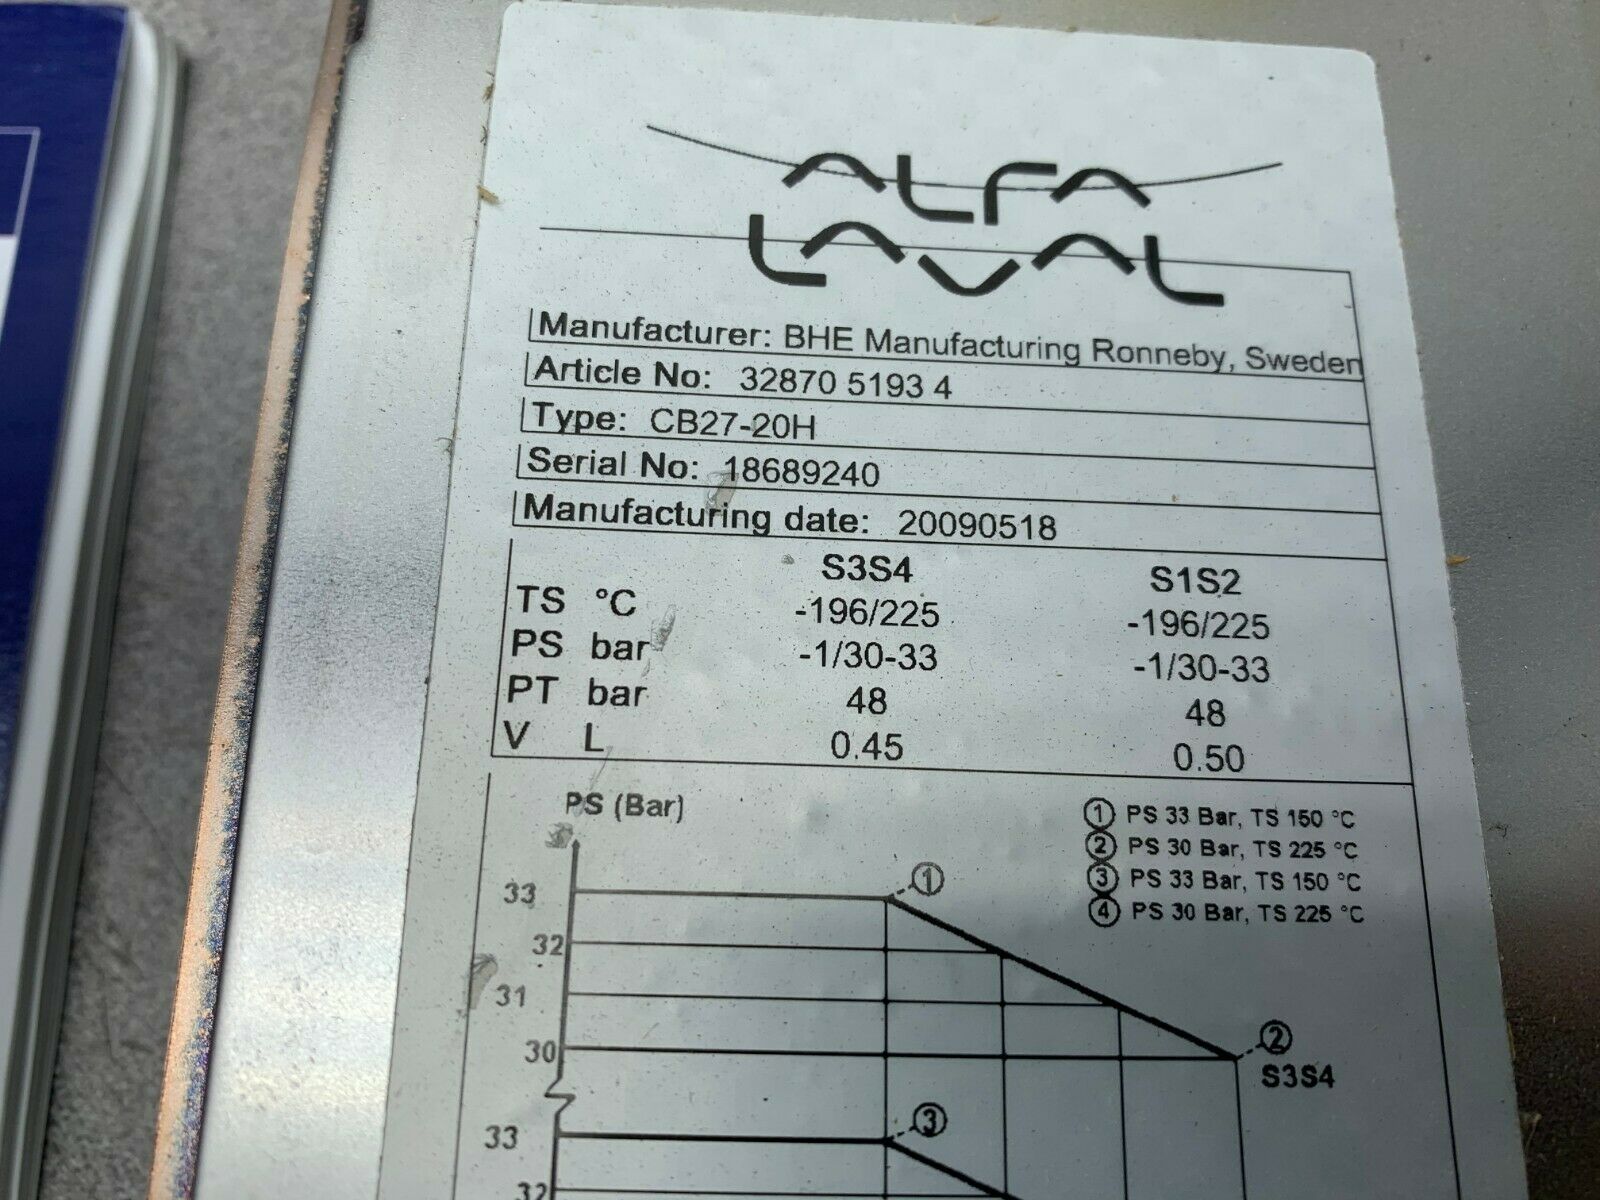 ALFA
LAVAL
Manufacturer: BHE Manufacturing Ronneby, Sweden
Article No: 32870 5193 4
Type: CB27-20H
Serial No: 18689240
Manufacturing date: 20090518
S3S4 S1S2
TS °C -196/225 -196/225
PS bar -1/30-33 -1/30-33
PT bar 48 48
V L 0.45 0.50
PS (Bar)
① PS 33 Bar, TS 150 °C
② PS 30 Bar, TS 225 °C
③ PS 33 Bar, TS 150 °C
④ PS 30 Bar, TS 225 °C
33 ①
32
31
30 ②
S3S4
33 ③
32